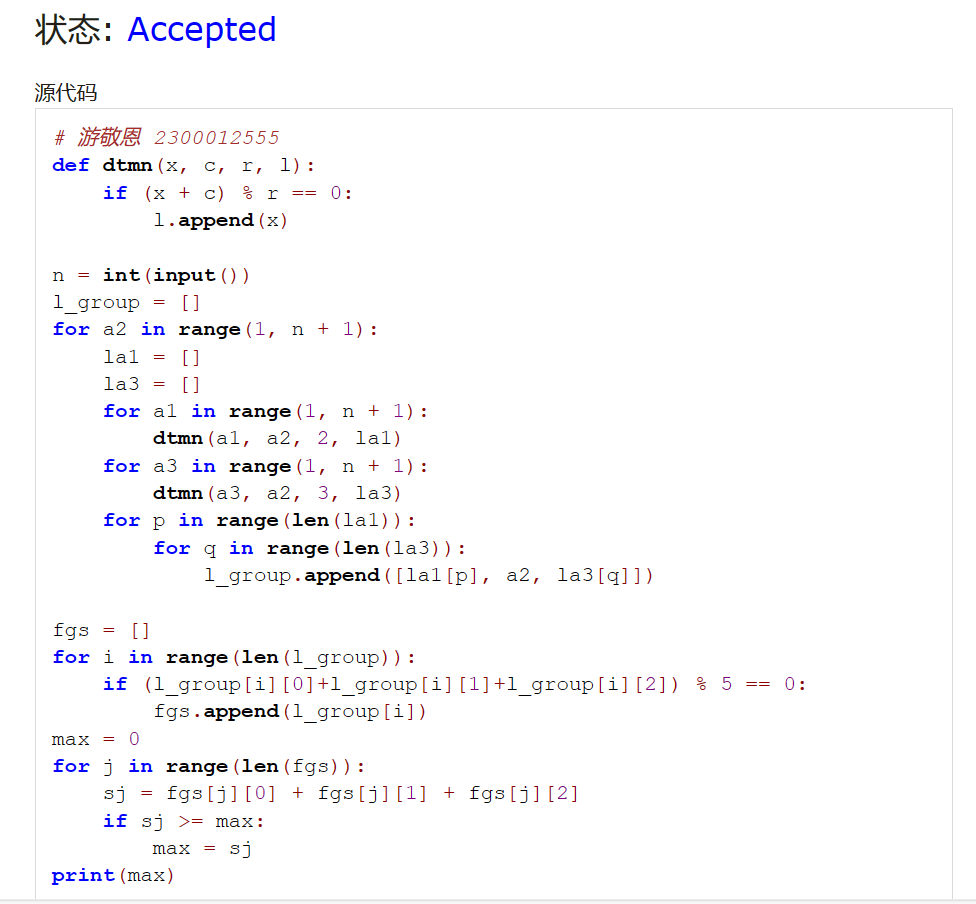 状态: Accepted
源代码
# 游敬恩 2300012555
def dtmn(x, c, r, l):
    if (x + c) % r == 0:
        l.append(x)
n = int(input())
l_group = []
for a2 in range(1, n + 1):
    la1 = []
    la3 = []
    for a1 in range(1, n + 1):
        dtmn(a1, a2, 2, la1)
    for a3 in range(1, n + 1):
        dtmn(a3, a2, 3, la3)
    for p in range(len(la1)):
        for q in range(len(la3)):
            l_group.append([la1[p], a2, la3[q]])
fgs = []
for i in range(len(l_group)):
    if (l_group[i][0]+l_group[i][1]+l_group[i][2]) % 5 == 0:
        fgs.append(l_group[i])
max = 0
for j in range(len(fgs)):
    sj = fgs[j][0] + fgs[j][1] + fgs[j][2]
    if sj >= max:
        max = sj
print(max)